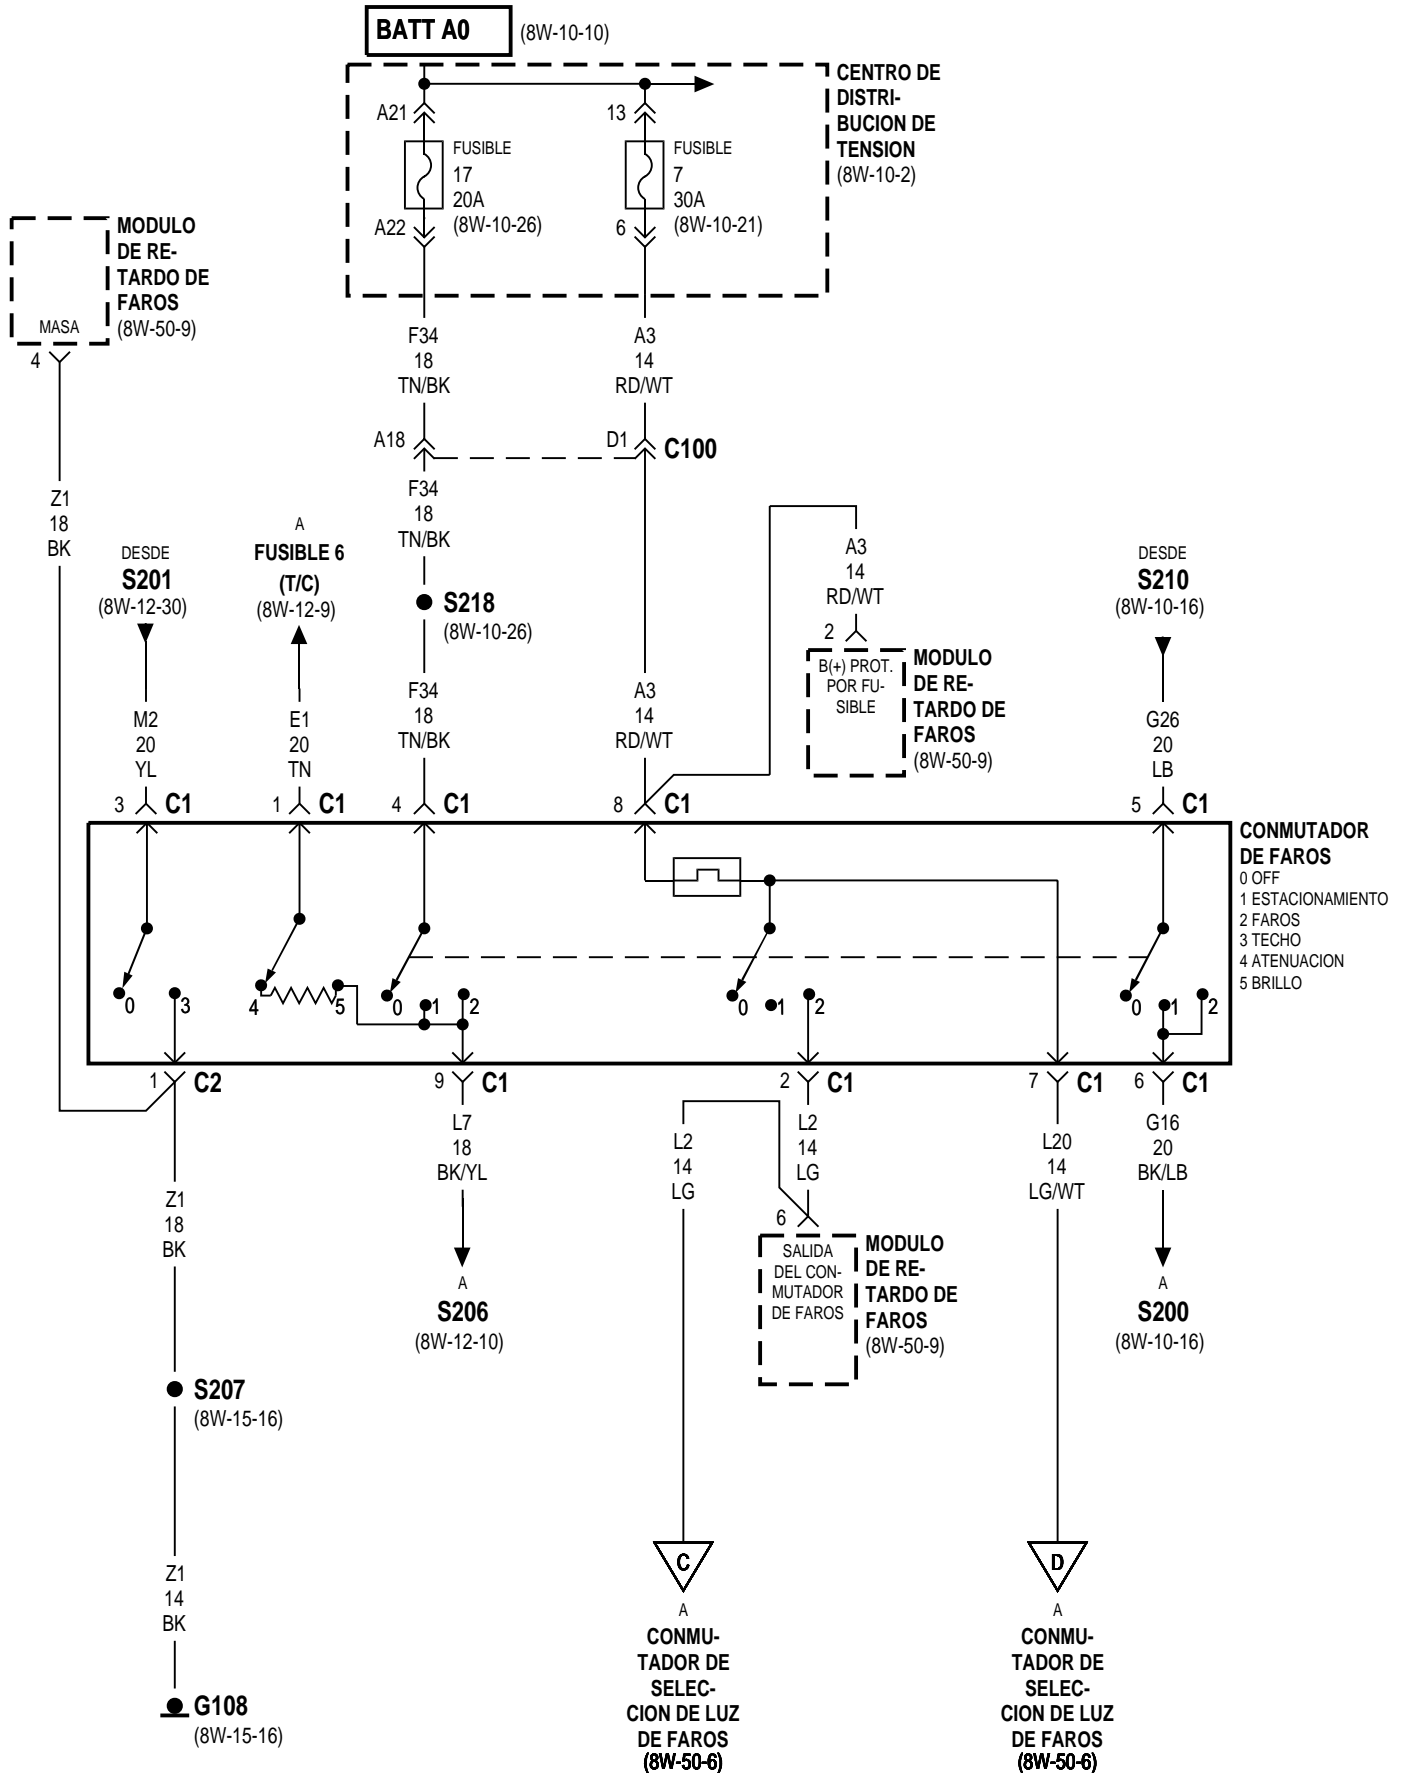 BATT A0
(8W-10-10)
CENTRO DE
DISTRI-
BUCION DE
TENSION
(8W-10-2)
A21
FUSIBLE
17
20A
(8W-10-26)
A22
13
FUSIBLE
7
30A
(8W-10-21)
6
MODULO
DE RE-
TARDO DE
FAROS
(8W-50-9)
MASA
4
F34
18
TN/BK
A3
14
RD/WT
A18
D1
C100
Z1
18
BK
F34
18
TN/BK
DESDE
S201
(8W-12-30)
A
FUSIBLE 6
(T/C)
(8W-12-9)
S218
(8W-10-26)
A3
14
RD/WT
2
B(+) PROT.
POR FU-
SIBLE
MODULO
DE RE-
TARDO DE
FAROS
(8W-50-9)
DESDE
S210
(8W-10-16)
M2
20
YL
E1
20
TN
F34
18
TN/BK
A3
14
RD/WT
G26
20
LB
3 C1
1 C1
4 C1
8 C1
5 C1
CONMUTADOR
DE FAROS
0 OFF
1 ESTACIONAMIENTO
2 FAROS
3 TECHO
4 ATENUACION
5 BRILLO
0 3
4 5
0 1 2
0 1 2
0 1 2
1 C2
9 C1
2 C1
7 C1
6 C1
L7
18
BK/YL
L2
14
LG
L2
14
LG
L20
14
LG/WT
G16
20
BK/LB
Z1
18
BK
6
SALIDA
DEL CON-
MUTADOR
DE FAROS
MODULO
DE RE-
TARDO DE
FAROS
(8W-50-9)
A
S206
(8W-12-10)
A
S200
(8W-10-16)
S207
(8W-15-16)
Z1
14
BK
G108
(8W-15-16)
C
A
CONMU-
TADOR DE
SELEC-
CION DE LUZ
DE FAROS
(8W-50-6)
D
A
CONMU-
TADOR DE
SELEC-
CION DE LUZ
DE FAROS
(8W-50-6)